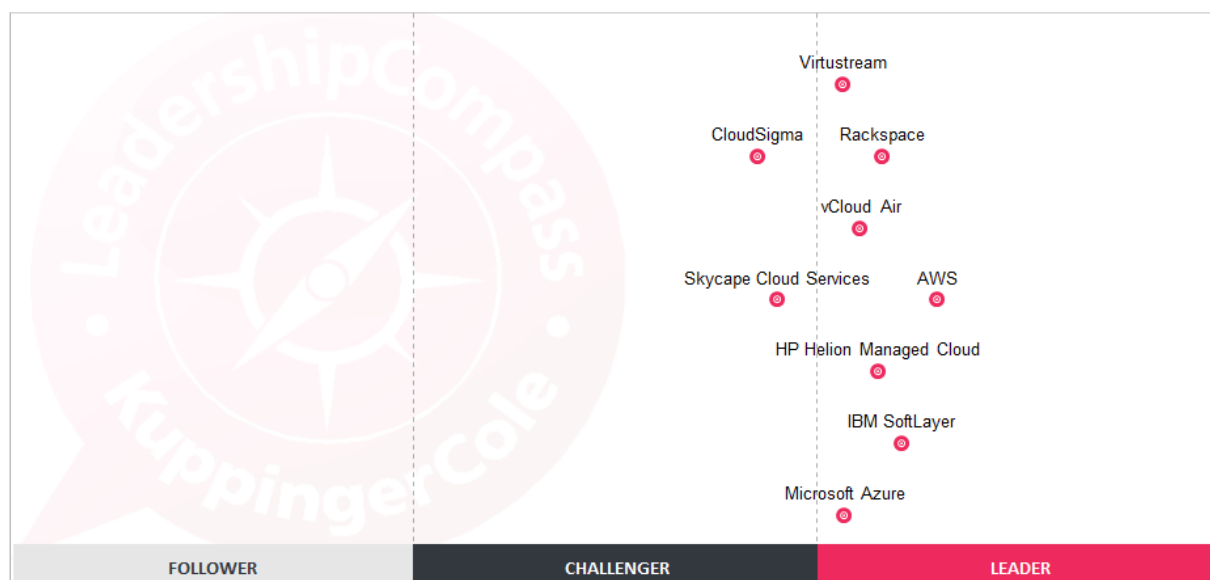 LeadershipCompass
KuppingerCole
Virtustream
CloudSigma
Rackspace
vCloud Air
Skycape Cloud Services
AWS
HP Helion Managed Cloud
IBM SoftLayer
Microsoft Azure
FOLLOWER
CHALLENGER
LEADER